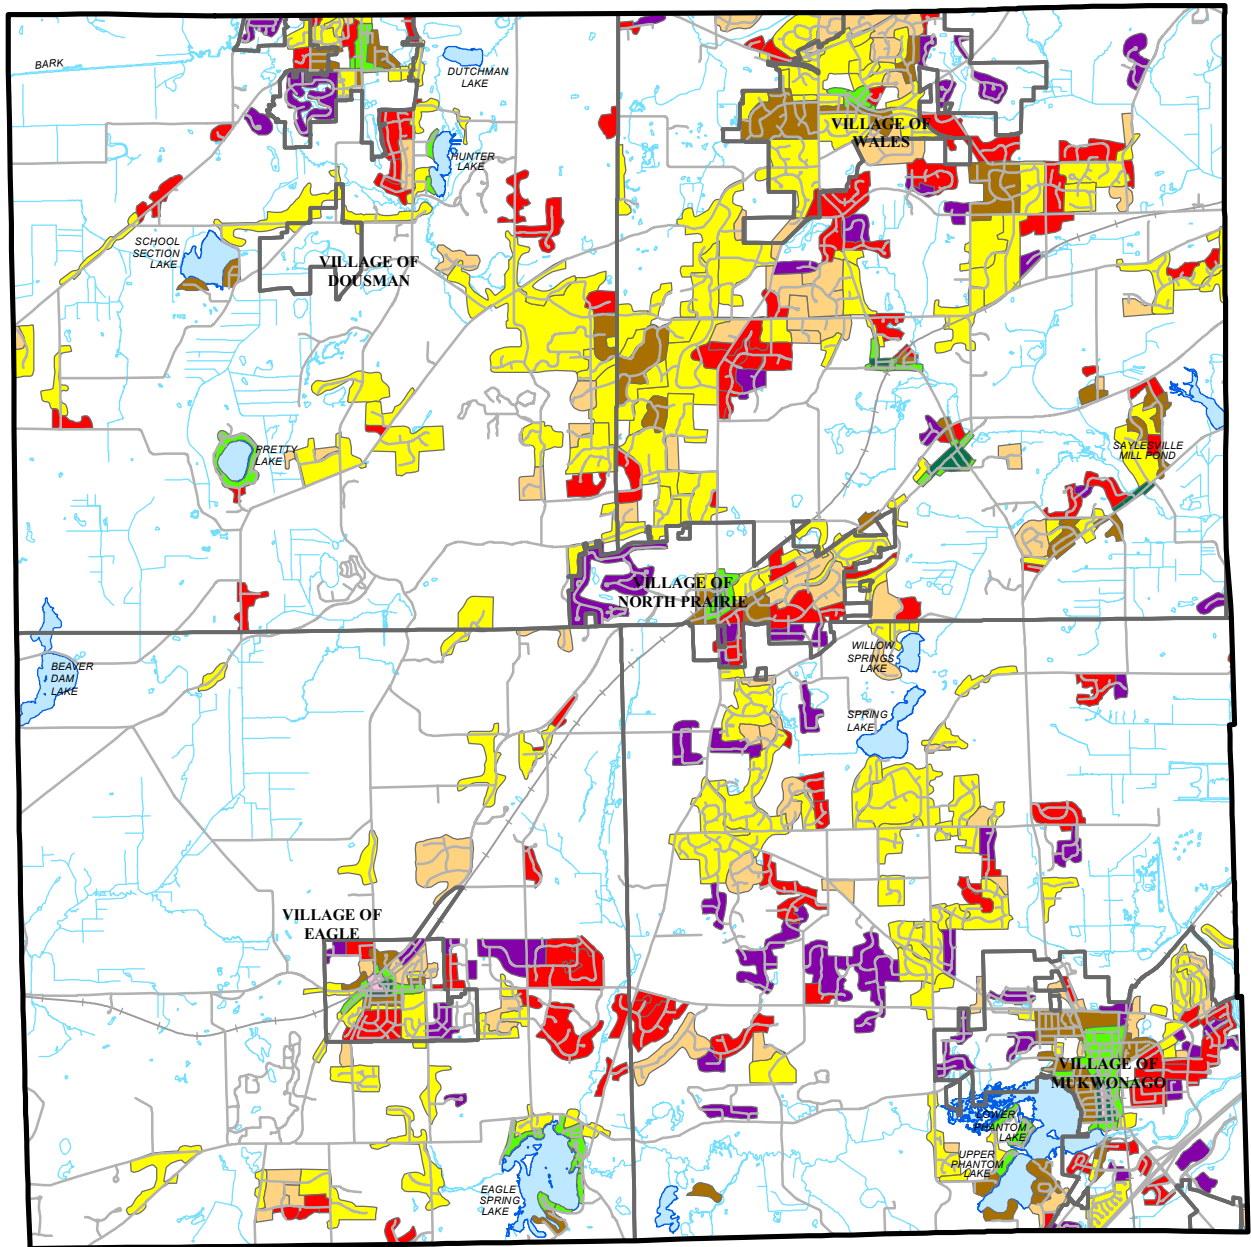 BARK
DUTCHMAN
LAKE
VILLAGE OF
WALES
HUNTER
LAKE
SCHOOL
SECTION
LAKE
VILLAGE OF
DOUSMAN
PRETTY
LAKE
SAYLESVILLE
MILL POND
VILLAGE OF
NORTH PRAIRIE
WILLOW
SPRINGS
LAKE
BEAVER
DAM
LAKE
SPRING
LAKE
VILLAGE OF
EAGLE
VILLAGE OF
MUKWONAGO
LOWER
PHANTOM
LAKE
UPPER
PHANTOM
LAKE
EAGLE
SPRING
LAKE